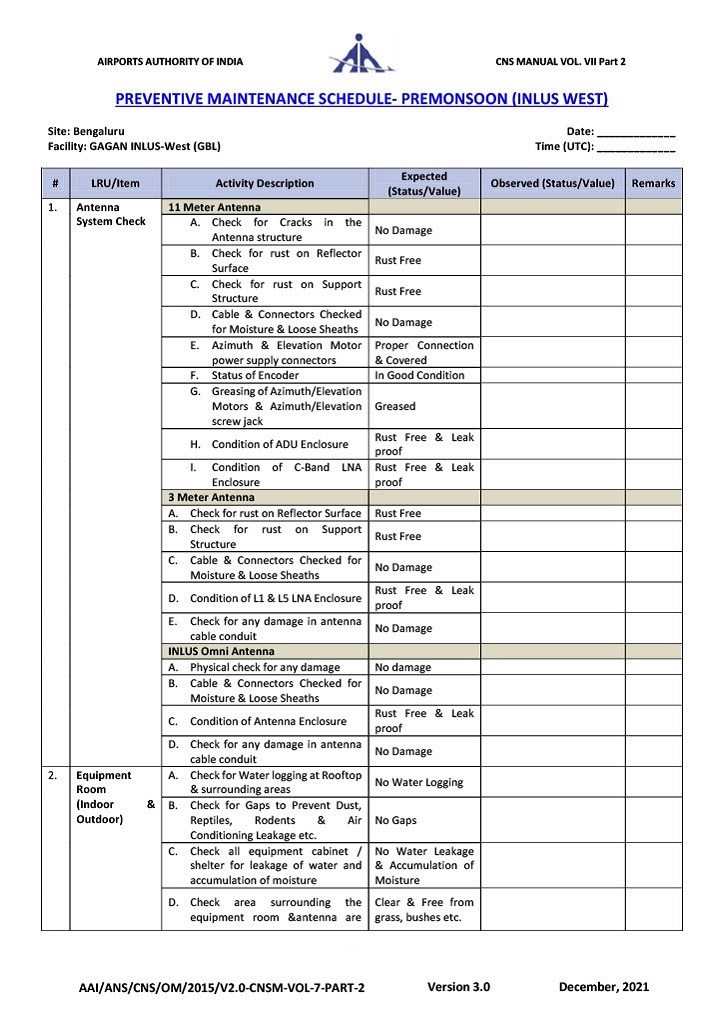 AIRPORTS AUTHORITY OF INDIA
CNS MANUAL VOL. VII Part 2
PREVENTIVE MAINTENANCE SCHEDULE- PREMONSOON (INLUS WEST)
Site: Bengaluru
Date: _____________
Facility: GAGAN INLUS-West (GBL)
Time (UTC): _____________
# LRU/Item Activity Description Expected (Status/Value) Observed (Status/Value) Remarks
1. Antenna System Check
11 Meter Antenna
A. Check for Cracks in the
Antenna structure
No Damage
B. Check for rust on Reflector
Surface
Rust Free
C. Check for rust on Support
Structure
Rust Free
D. Cable & Connectors Checked
for Moisture & Loose Sheaths
No Damage
E. Azimuth & Elevation Motor
power supply connectors
Proper Connection
& Covered
F. Status of Encoder
In Good Condition
G. Greasing of Azimuth/Elevation
Motors & Azimuth/Elevation
screw jack
Greased
H. Condition of ADU Enclosure
Rust Free & Leak
proof
I. Condition of C-Band LNA
Enclosure
Rust Free & Leak
proof
3 Meter Antenna
A. Check for rust on Reflector Surface
Rust Free
B. Check for rust on Support
Structure
Rust Free
C. Cable & Connectors Checked for
Moisture & Loose Sheaths
No Damage
D. Condition of L1 & L5 LNA Enclosure
Rust Free & Leak
proof
E. Check for any damage in antenna
cable conduit
No Damage
INLUS Omni Antenna
A. Physical check for any damage
No damage
B. Cable & Connectors Checked for
Moisture & Loose Sheaths
No Damage
C. Condition of Antenna Enclosure
Rust Free & Leak
proof
D. Check for any damage in antenna
cable conduit
No Damage
2. Equipment
Room
(Indoor &
Outdoor)
A. Check for Water logging at Rooftop
& surrounding areas
No Water Logging
B. Check for Gaps to Prevent Dust,
Reptiles, Rodents & Air
Conditioning Leakage etc.
No Gaps
C. Check all equipment cabinet /
shelter for leakage of water and
accumulation of moisture
No Water Leakage
& Accumulation of
Moisture
D. Check area surrounding the
equipment room &antenna are
Clear & Free from
grass, bushes etc.
AAI/ANS/CNS/OM/2015/V2.0-CNSM-VOL-7-PART-2
Version 3.0
December, 2021